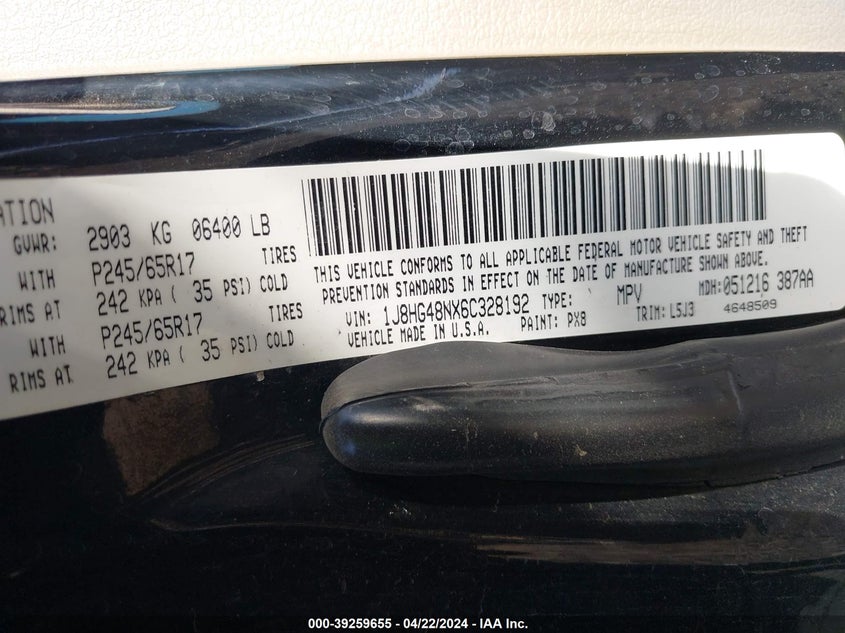 ATION
GVWR: 2903 KG 06400 LB
WITH P245/65R17 TIRES
RIMS AT 242 KPA ( 35 PSI) COLD
WITH P245/65R17 TIRES
RIMS AT 242 KPA ( 35 PSI) COLD
THIS VEHICLE CONFORMS TO ALL APPLICABLE FEDERAL MOTOR VEHICLE SAFETY AND THEFT
PREVENTION STANDARDS IN EFFECT ON THE DATE OF MANUFACTURE SHOWN ABOVE.
VIN: 1J8HG48NX6C328192 TYPE: MPV MDH: 051216 387AA
VEHICLE MADE IN U.S.A. PAINT: PX8 TRIM: L5J3 4648509
000-39259655 - 04/22/2024 - IAA Inc.